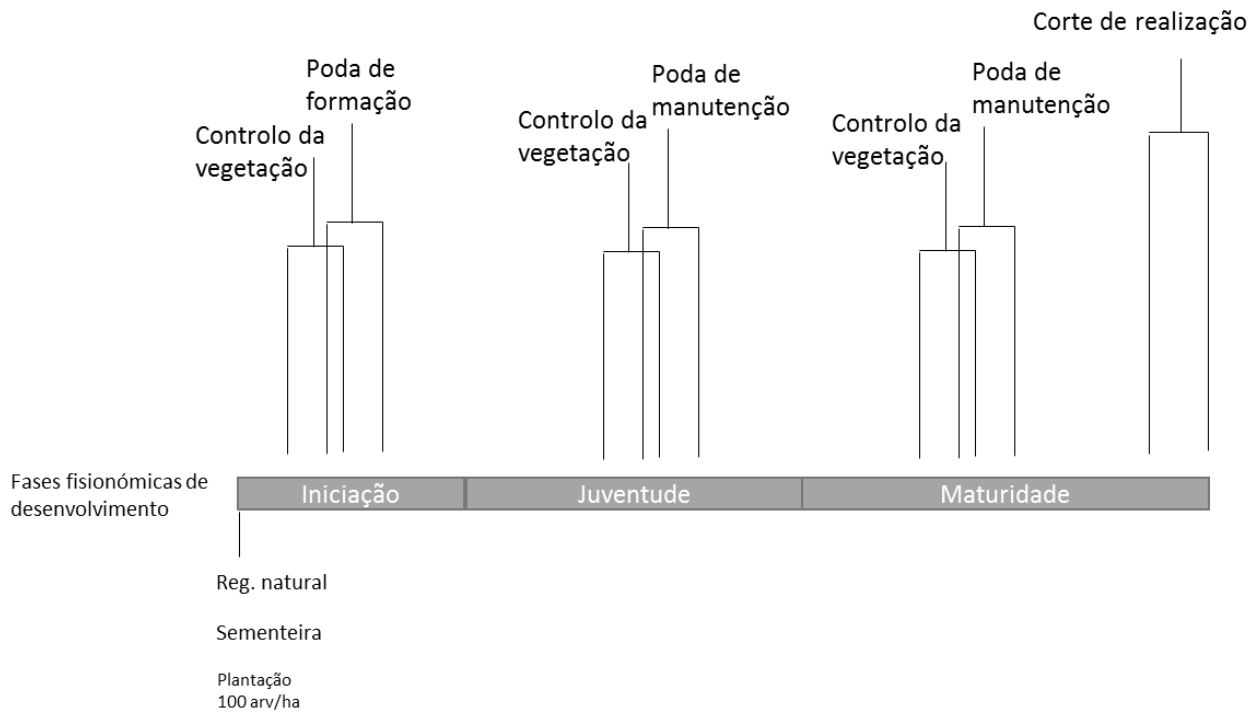 Corte de realização
Poda de
formação
Controlo da
vegetação
Poda de
manutenção
Controlo da
vegetação
Poda de
manutenção
Controlo da
vegetação
Fases fisionómicas de
desenvolvimento
Iniciação
Juventude
Maturidade
Reg. natural
Sementeira
Plantação
100 arv/ha